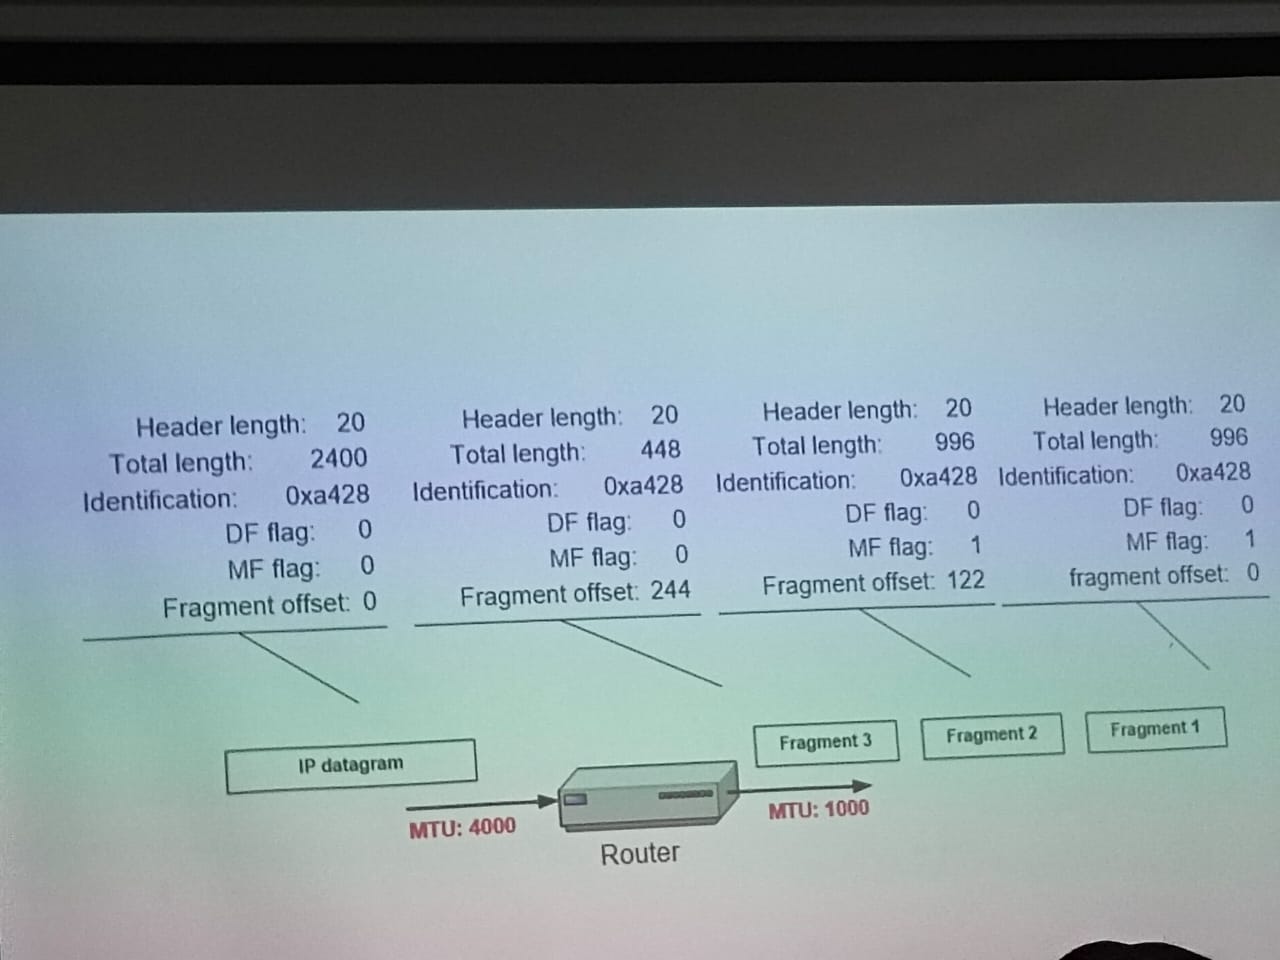 Header length: 20
Total length: 2400
Identification: 0xa428
DF flag: 0
MF flag: 0
Fragment offset: 0
Header length: 20
Total length: 448
Identification: 0xa428
DF flag: 0
MF flag: 0
Fragment offset: 244
Header length: 20
Total length: 996
Identification: 0xa428
DF flag: 0
MF flag: 1
Fragment offset: 122
Header length: 20
Total length: 996
Identification: 0xa428
DF flag: 0
MF flag: 1
fragment offset: 0
IP datagram
Fragment 3
Fragment 2
Fragment 1
MTU: 4000
MTU: 1000
Router